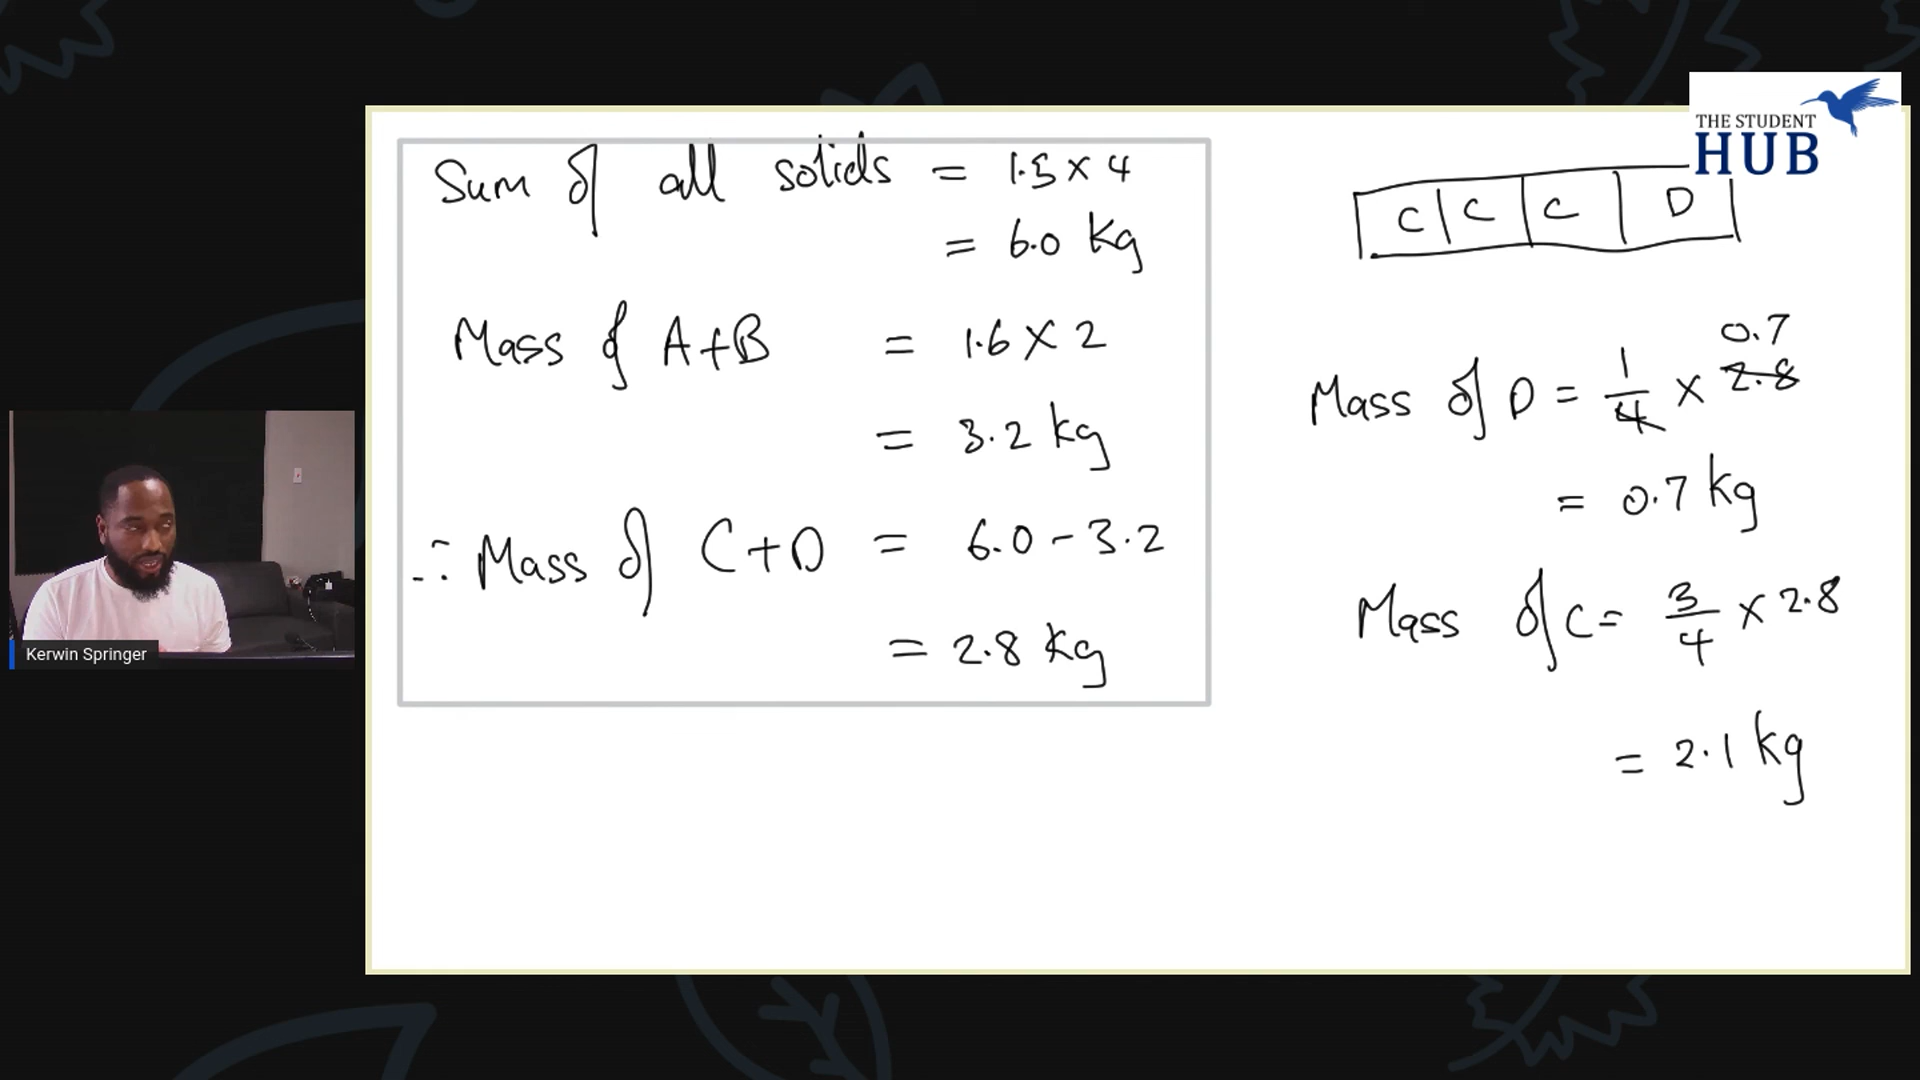 THE STUDENT
HUB
Sum of all solids = 1.5 x 4
= 6.0 kg
Mass of A+B = 1.6 x 2
= 3.2 kg
∴ Mass of C+D = 6.0 - 3.2
= 2.8 kg
C C C D
0.7
Mass of D = 1/4 x 2.8
= 0.7 kg
Mass of C = 3/4 x 2.8
= 2.1 kg
Kerwin Springer